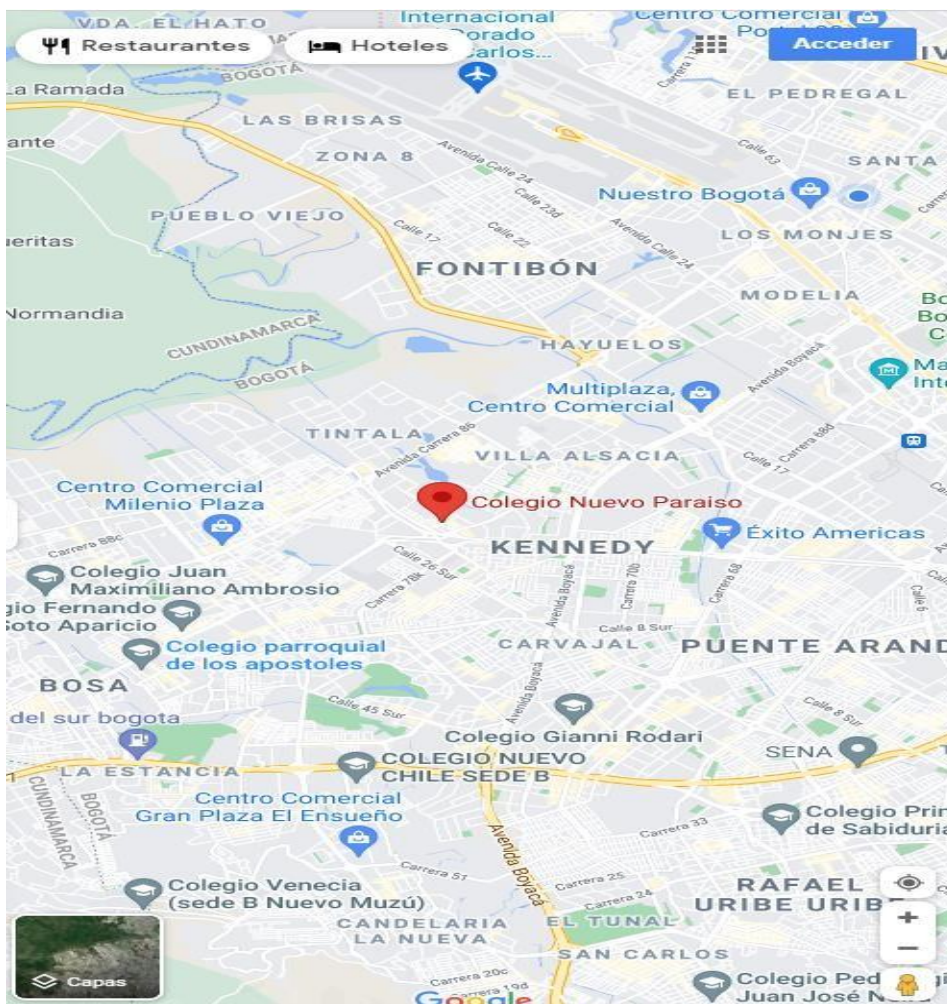 VDA. EL HATO
Internacional
Dorado
Carlos...
Centro Comercial
Restaurantes
Hoteles
Acceder
BOGOTÁ
La Ramada
EL PEDREGAL
LAS BRISAS
ZONA 8
Avenida Calle 24
Calle 63
SANTA
Calle 23d
Nuestro Bogotá
PUEBLO VIEJO
Calle 17
Calle 22
Avenida Calle 24
LOS MONJES
FONTIBÓN
MODELIA
Normandia
CUNDINAMARCA
BOGOTÁ
HAYUELOS
Avenida Boyacá
Multiplaza,
Centro Comercial
TINTALA
Avenida Carrera 86
Carrera 68d
VILLA ALSACIA
Calle 17
Centro Comercial
Milenio Plaza
Colegio Nuevo Paraiso
Éxito Americas
Carrera 88c
KENNEDY
Calle 26 Sur
Carrera 78k
Carrera 70b
Carrera 68
Avenida Boyacá
Calle 6
Colegio Juan
Maximiliano Ambrosio
gio Fernando
Soto Aparicio
Calle 8 Sur
Colegio parroquial
de los apostoles
CARVAJAL
PUENTE ARAND
BOSA
Avenida Boyacá
Calle 45 Sur
Calle 8 Sur
del sur bogota
Colegio Gianni Rodari
SENA
COLEGIO NUEVO
CHILE SEDE B
LA ESTANCIA
CUNDINAMARCA
BOGOTÁ
Centro Comercial
Gran Plaza El Ensueño
Avenida Boyacá
Carrera 33
Colegio Prin
de Sabiduria
Carrera 51
Carrera 25
Carrera 24
Colegio Venecia
(sede B Nuevo Muzú)
RAFAEL
URIBE URIBE
CANDELARIA
LA NUEVA
EL TUNAL
SAN CARLOS
Capas
Carrera 20c
Carrera 19d
Google
Colegio Ped
Juan José